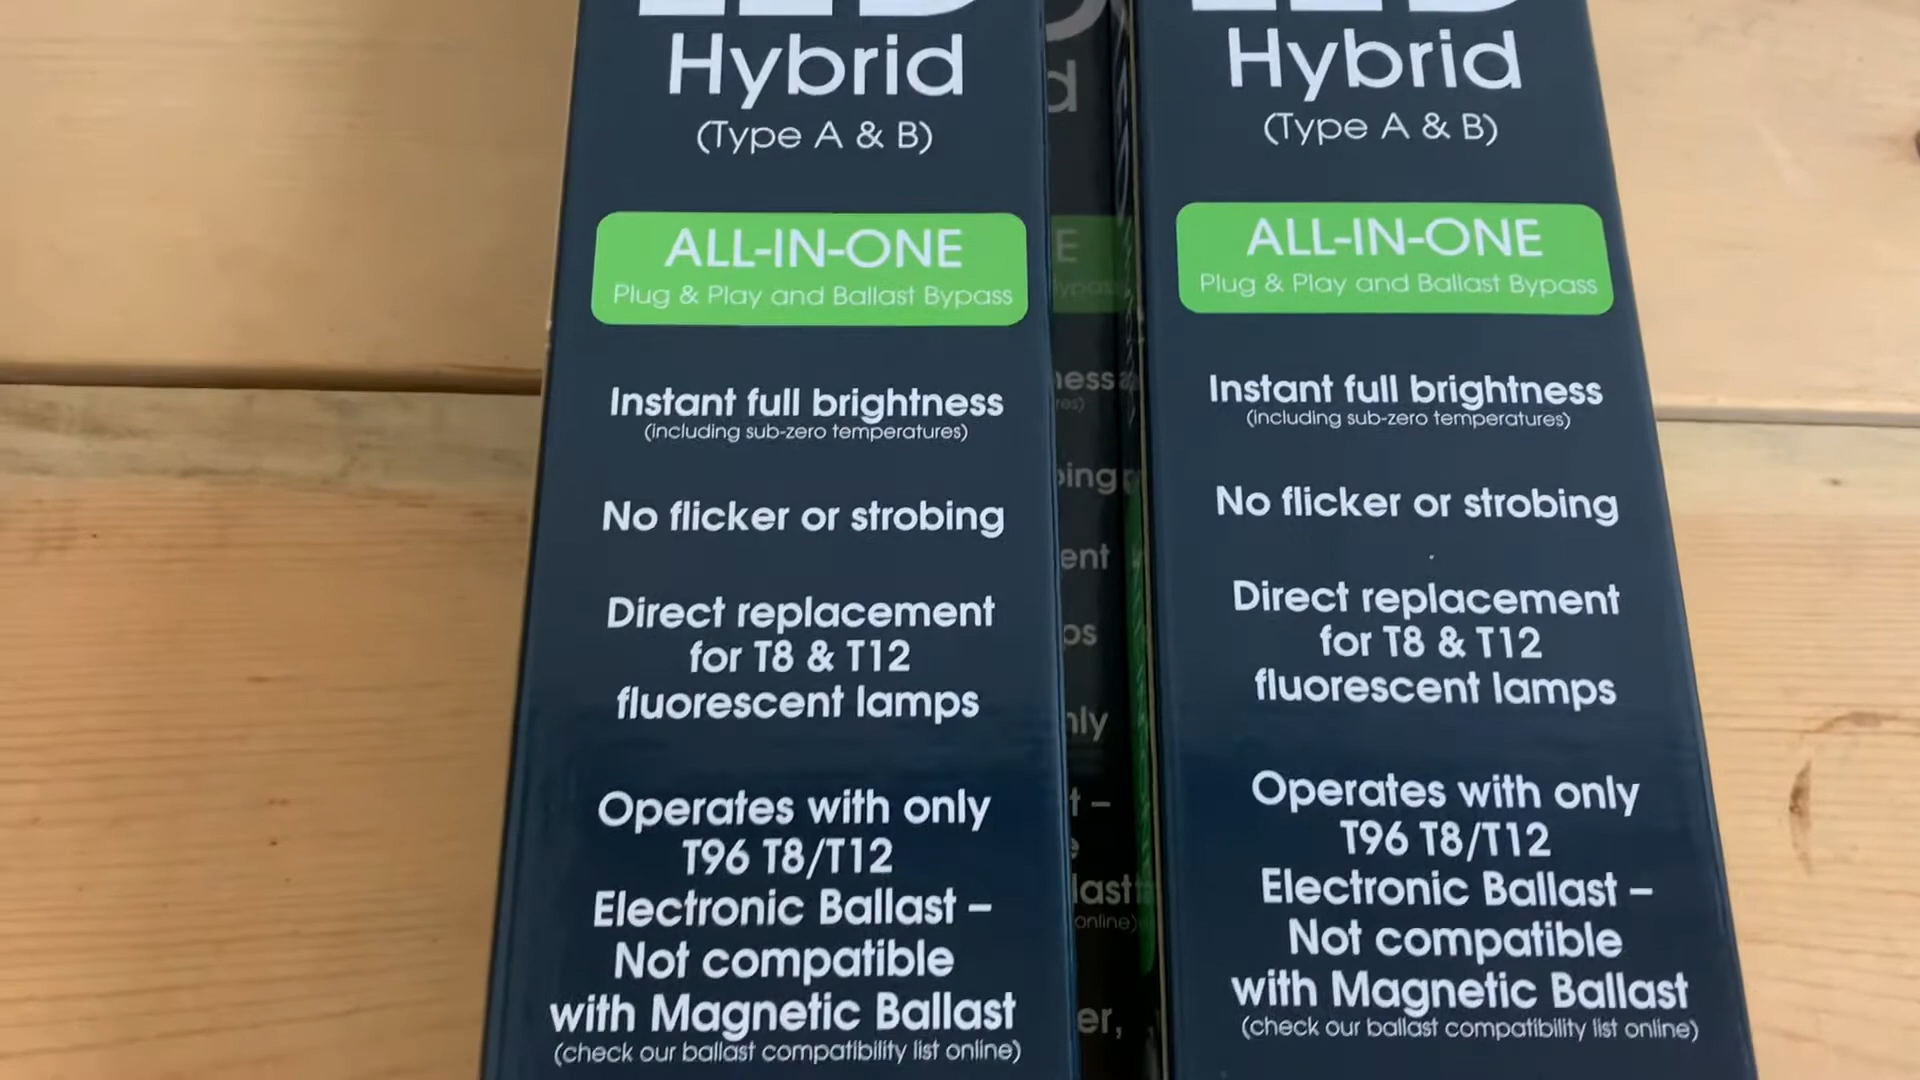 Hybrid
(Type A & B)
ALL-IN-ONE
Plug & Play and Ballast Bypass
Instant full brightness
(including sub-zero temperatures)
No flicker or strobing
Direct replacement
for T8 & T12
fluorescent lamps
Operates with only
T96 T8/T12
Electronic Ballast –
Not compatible
with Magnetic Ballast
(check our ballast compatibility list online)
Hybrid
(Type A & B)
ALL-IN-ONE
Plug & Play and Ballast Bypass
Instant full brightness
(including sub-zero temperatures)
No flicker or strobing
Direct replacement
for T8 & T12
fluorescent lamps
Operates with only
T96 T8/T12
Electronic Ballast –
Not compatible
with Magnetic Ballast
(check our ballast compatibility list online)